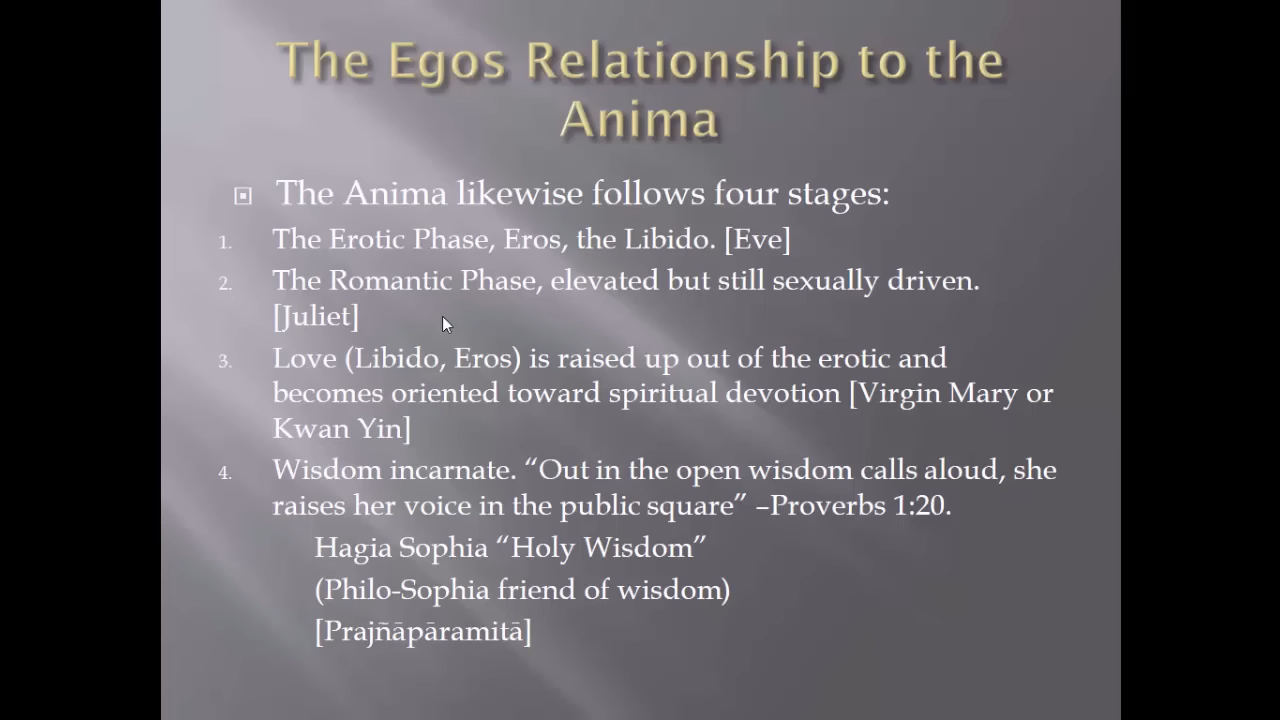 The Egos Relationship to the
Anima
The Anima likewise follows four stages:
1. The Erotic Phase, Eros, the Libido. [Eve]
2. The Romantic Phase, elevated but still sexually driven.
[Juliet]
3. Love (Libido, Eros) is raised up out of the erotic and
becomes oriented toward spiritual devotion [Virgin Mary or
Kwan Yin]
4. Wisdom incarnate. “Out in the open wisdom calls aloud, she
raises her voice in the public square” –Proverbs 1:20.
Hagia Sophia “Holy Wisdom”
(Philo-Sophia friend of wisdom)
[Prajñāpāramitā]